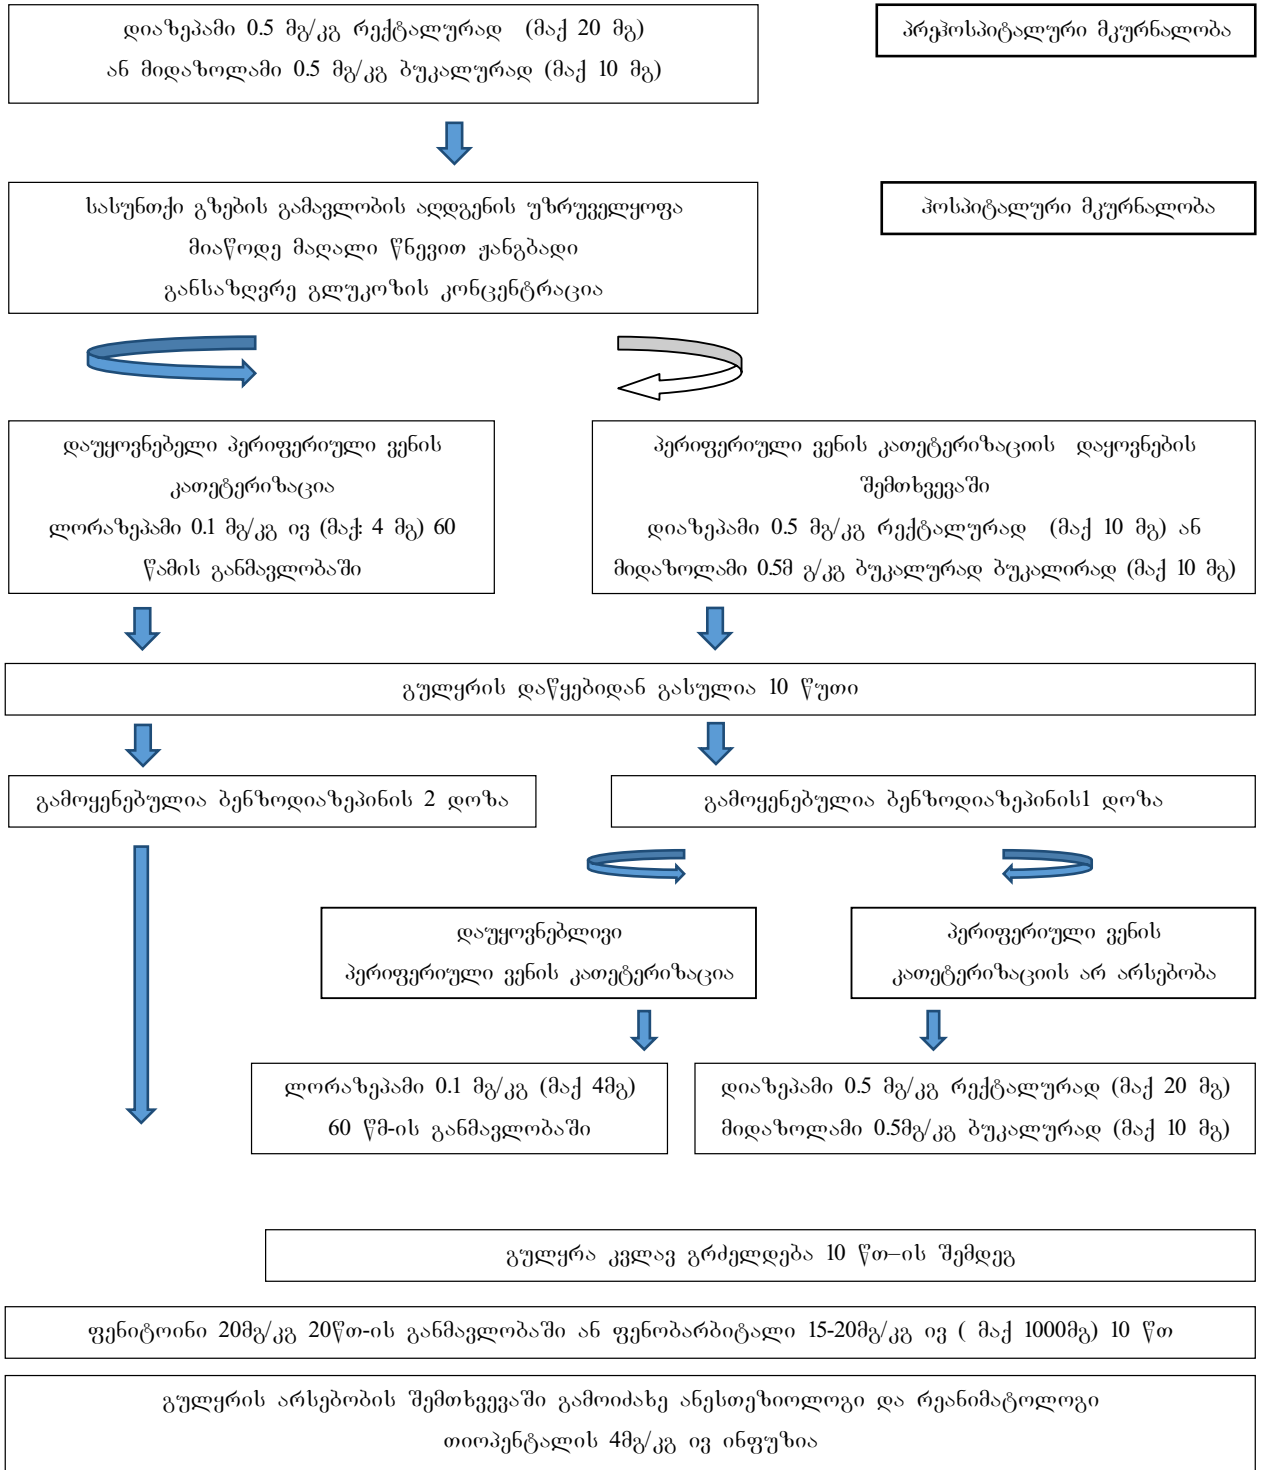 დიაზეპამი 0.5 მგ/კგ რექტალურად (მაქ 20 მგ)
ან მიდაზოლამი 0.5 მგ/კგ ბუკალურად (მაქ 10 მგ)
პრეჰოსპიტალური მკურნალობა
სასუნთქი გზების გამავლობის აღდგენის უზრუველყოფა
მიაწოდე მაღალი წნევით ჟანგბადი
განსაზღვრე გლუკოზის კონცენტრაცია
ჰოსპიტალური მკურნალობა
დაუყოვნებელი პერიფერიული ვენის
კათეტერიზაცია
ლორაზეპამი 0.1 მგ/კგ ივ (მაქ: 4 მგ) 60
წამის განმავლობაში
პერიფერიული ვენის კათეტერიზაციის დაყოვნების
შემთხვევაში
დიაზეპამი 0.5 მგ/კგ რექტალურად (მაქ 10 მგ) ან
მიდაზოლამი 0.5მ გ/კგ ბუკალურად ბუკალირად (მაქ 10 მგ)
გულყრის დაწყებიდან გასულია 10 წუთი
გამოყენებულია ბენზოდიაზეპინის 2 დოზა
გამოყენებულია ბენზოდიაზეპინის1 დოზა
დაუყოვნებლივი
პერიფერიული ვენის კათეტერიზაცია
პერიფერიული ვენის
კათეტერიზაციის არ არსებობა
ლორაზეპამი 0.1 მგ/კგ (მაქ 4მგ)
60 წმ-ის განმავლობაში
დიაზეპამი 0.5 მგ/კგ რექტალურად (მაქ 20 მგ)
მიდაზოლამი 0.5მგ/კგ ბუკალურად (მაქ 10 მგ)
გულყრა კვლავ გრძელდება 10 წთ–ის შემდეგ
ფენიტოინი 20მგ/კგ 20წთ-ის განმავლობაში ან ფენობარბიტალი 15-20მგ/კგ ივ ( მაქ 1000მგ) 10 წთ
გულყრის არსებობის შემთხვევაში გამოიძახე ანესთეზიოლოგი და რეანიმატოლოგი
თიოპენტალის 4მგ/კგ ივ ინფუზია